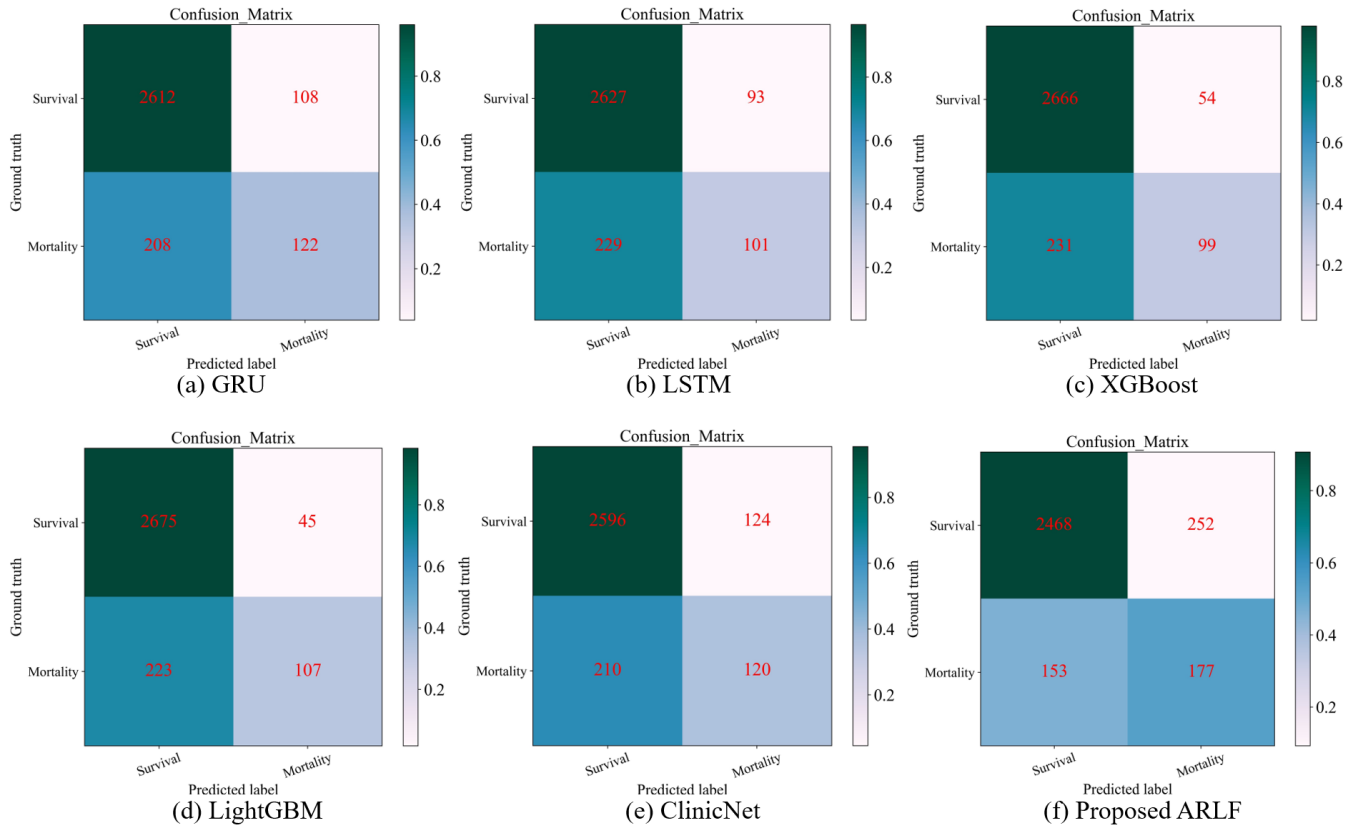 Confusion_Matrix
Survival
Mortality
Ground truth
2612
108
208
122
Survival
Mortality
Predicted label
0.8
0.6
0.4
0.2
(a) GRU
Confusion_Matrix
Survival
Mortality
Ground truth
2627
93
229
101
Survival
Mortality
Predicted label
0.8
0.6
0.4
0.2
(b) LSTM
Confusion_Matrix
Survival
Mortality
Ground truth
2666
54
231
99
Survival
Mortality
Predicted label
0.8
0.6
0.4
0.2
(c) XGBoost
Confusion_Matrix
Survival
Mortality
Ground truth
2675
45
223
107
Survival
Mortality
Predicted label
0.8
0.6
0.4
0.2
(d) LightGBM
Confusion_Matrix
Survival
Mortality
Ground truth
2596
124
210
120
Survival
Mortality
Predicted label
0.8
0.6
0.4
0.2
(e) ClinicNet
Confusion_Matrix
Survival
Mortality
Ground truth
2468
252
153
177
Survival
Mortality
Predicted label
0.8
0.6
0.4
0.2
(f) Proposed ARLF